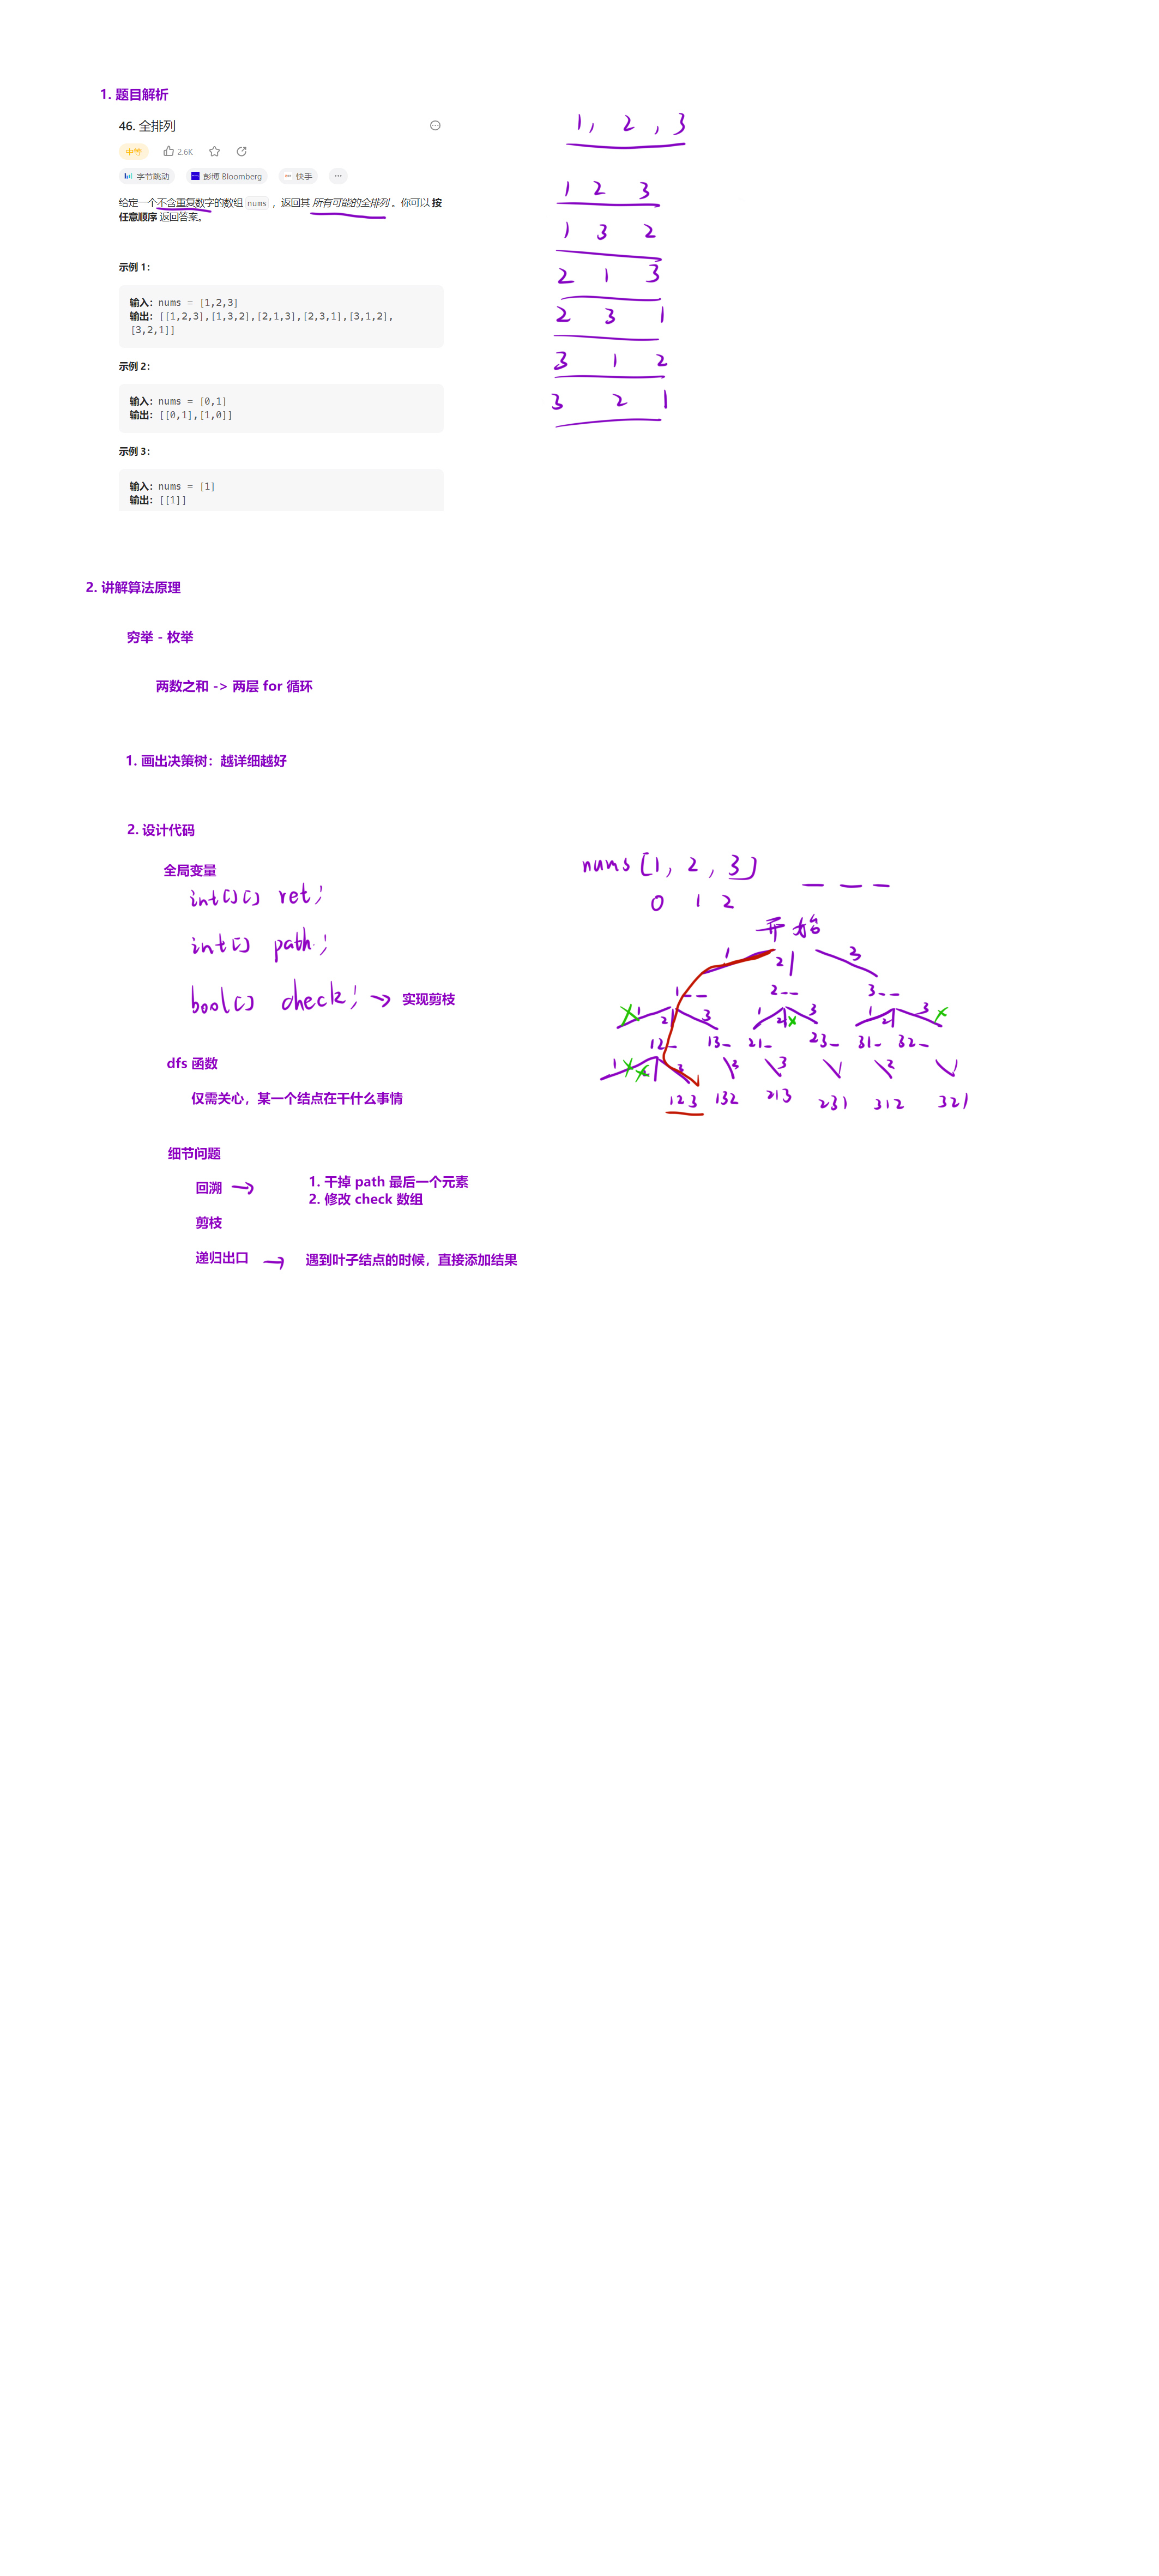 1. 题目解析
46. 全排列
中等 2.6K
字节跳动 彭博 Bloomberg 快手 ...
给定一个不含重复数字的数组 nums ，返回其 所有可能的全排列 。你可以 按
任意顺序 返回答案。
示例 1：
输入：nums = [1,2,3]
输出：[[1,2,3],[1,3,2],[2,1,3],[2,3,1],[3,1,2],
[3,2,1]]
示例 2：
输入：nums = [0,1]
输出：[[0,1],[1,0]]
示例 3：
输入：nums = [1]
输出：[[1]]
1, 2, 3
1 2 3
1 3 2
2 1 3
2 3 1
3 1 2
3 2 1
2. 讲解算法原理
穷举 - 枚举
两数之和 -> 两层 for 循环
1. 画出决策树：越详细越好
2. 设计代码
全局变量
int[][] ret;
int[] path;
bool[] check; → 实现剪枝
dfs 函数
仅需关心，某一个结点在干什么事情
细节问题
回溯 → 1. 干掉 path 最后一个元素
2. 修改 check 数组
剪枝
递归出口 → 遇到叶子结点的时候，直接添加结果
nums [1, 2, 3] _ _ _
0 1 2
开始
1 2 3
1_ _ 2_ _ 3_ _
x 1 2 3 1 2 x 3 1 2 3 x
12_ 13_ 21_ 23_ 31_ 32_
1 x x 3 2 3 1 2 1
123 132 213 231 312 321